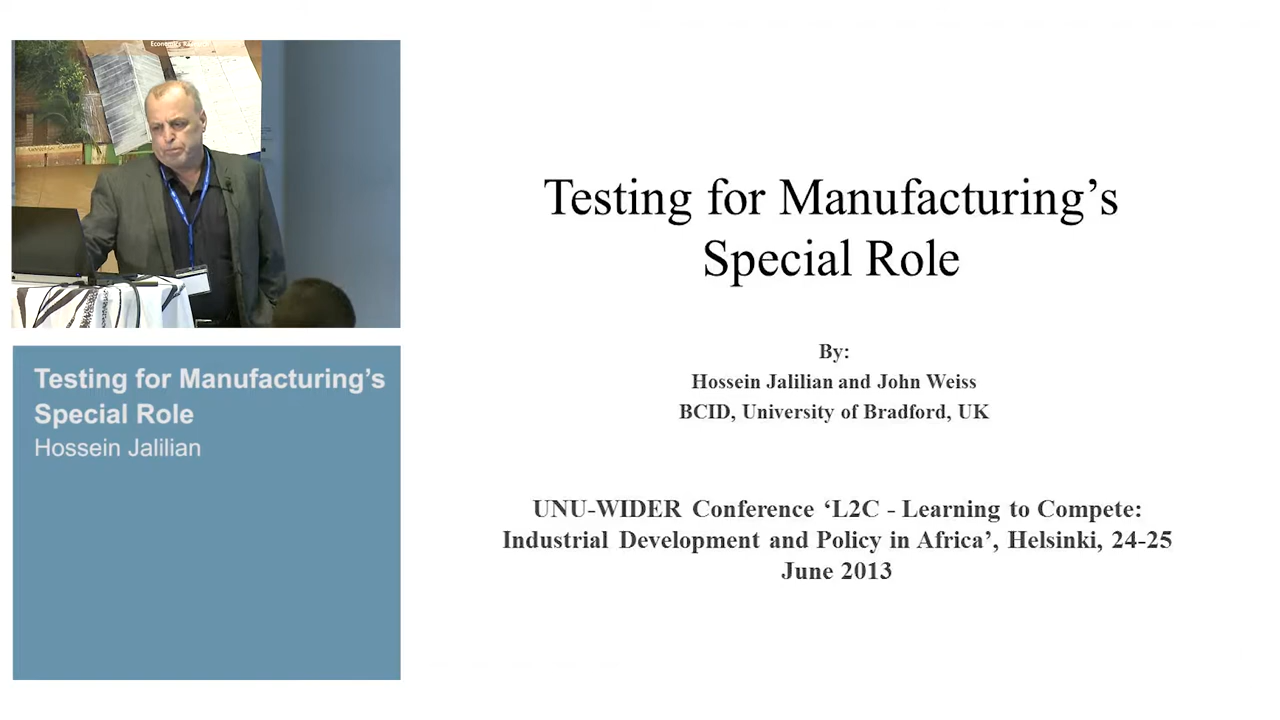 Testing for Manufacturing's
Special Role
By:
Hossein Jalilian and John Weiss
BCID, University of Bradford, UK
UNU-WIDER Conference ‘L2C - Learning to Compete:
Industrial Development and Policy in Africa’, Helsinki, 24-25
June 2013
Testing for Manufacturing's
Special Role
Hossein Jalilian